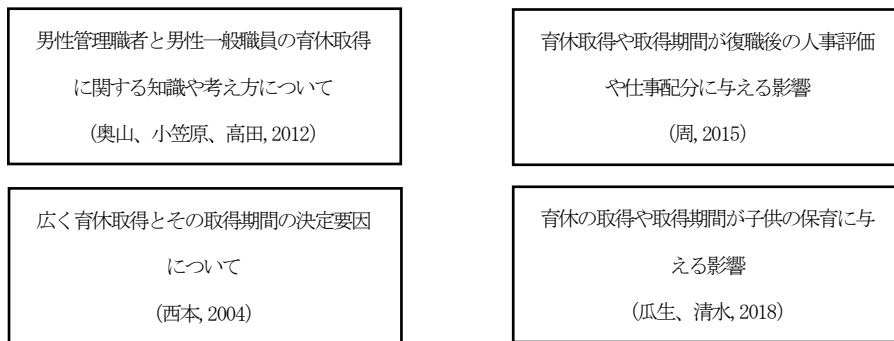 男性管理職者と男性一般職員の育休取得
に関する知識や考え方について
（奥山、小笠原、高田, 2012）
育休取得や取得期間が復職後の人事評価
や仕事配分に与える影響
（周, 2015）
広く育休取得とその取得期間の決定要因
について
（西本, 2004）
育休の取得や取得期間が子供の保育に与
える影響
（瓜生、清水, 2018）